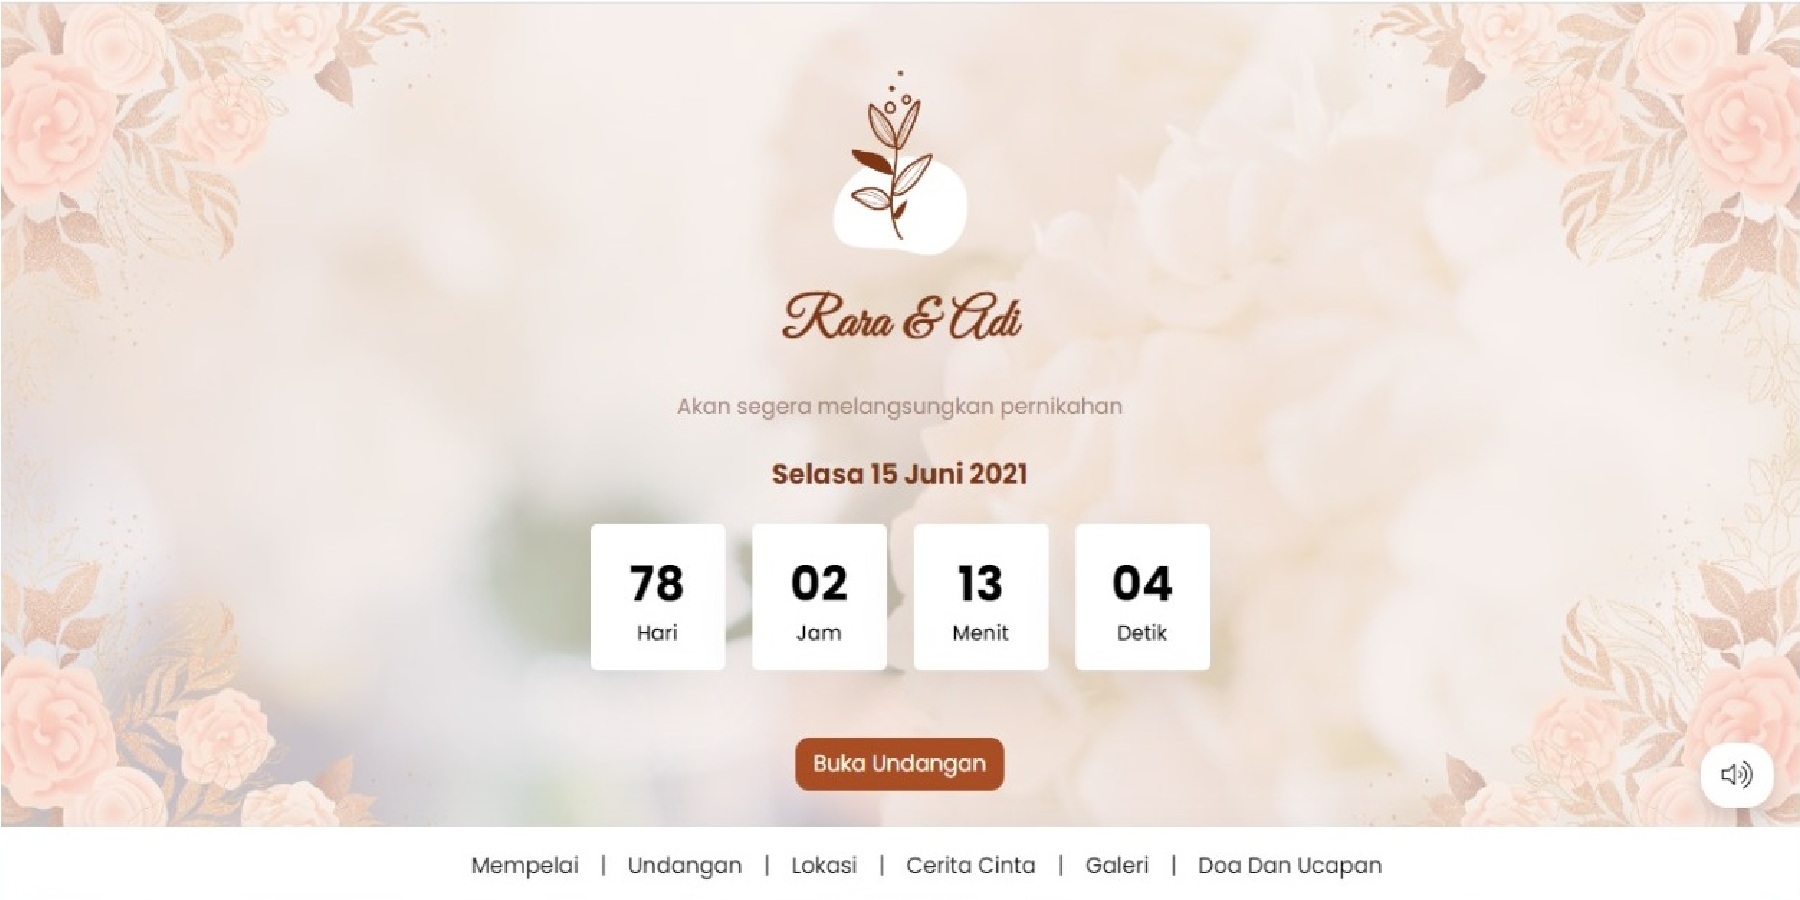 Rara & Adi
Akan segera melangsungkan pernikahan
Selasa 15 Juni 2021
78 02 13 04
Hari Jam Menit Detik
Buka Undangan
Mempelai | Undangan | Lokasi | Cerita Cinta | Galeri | Doa Dan Ucapan